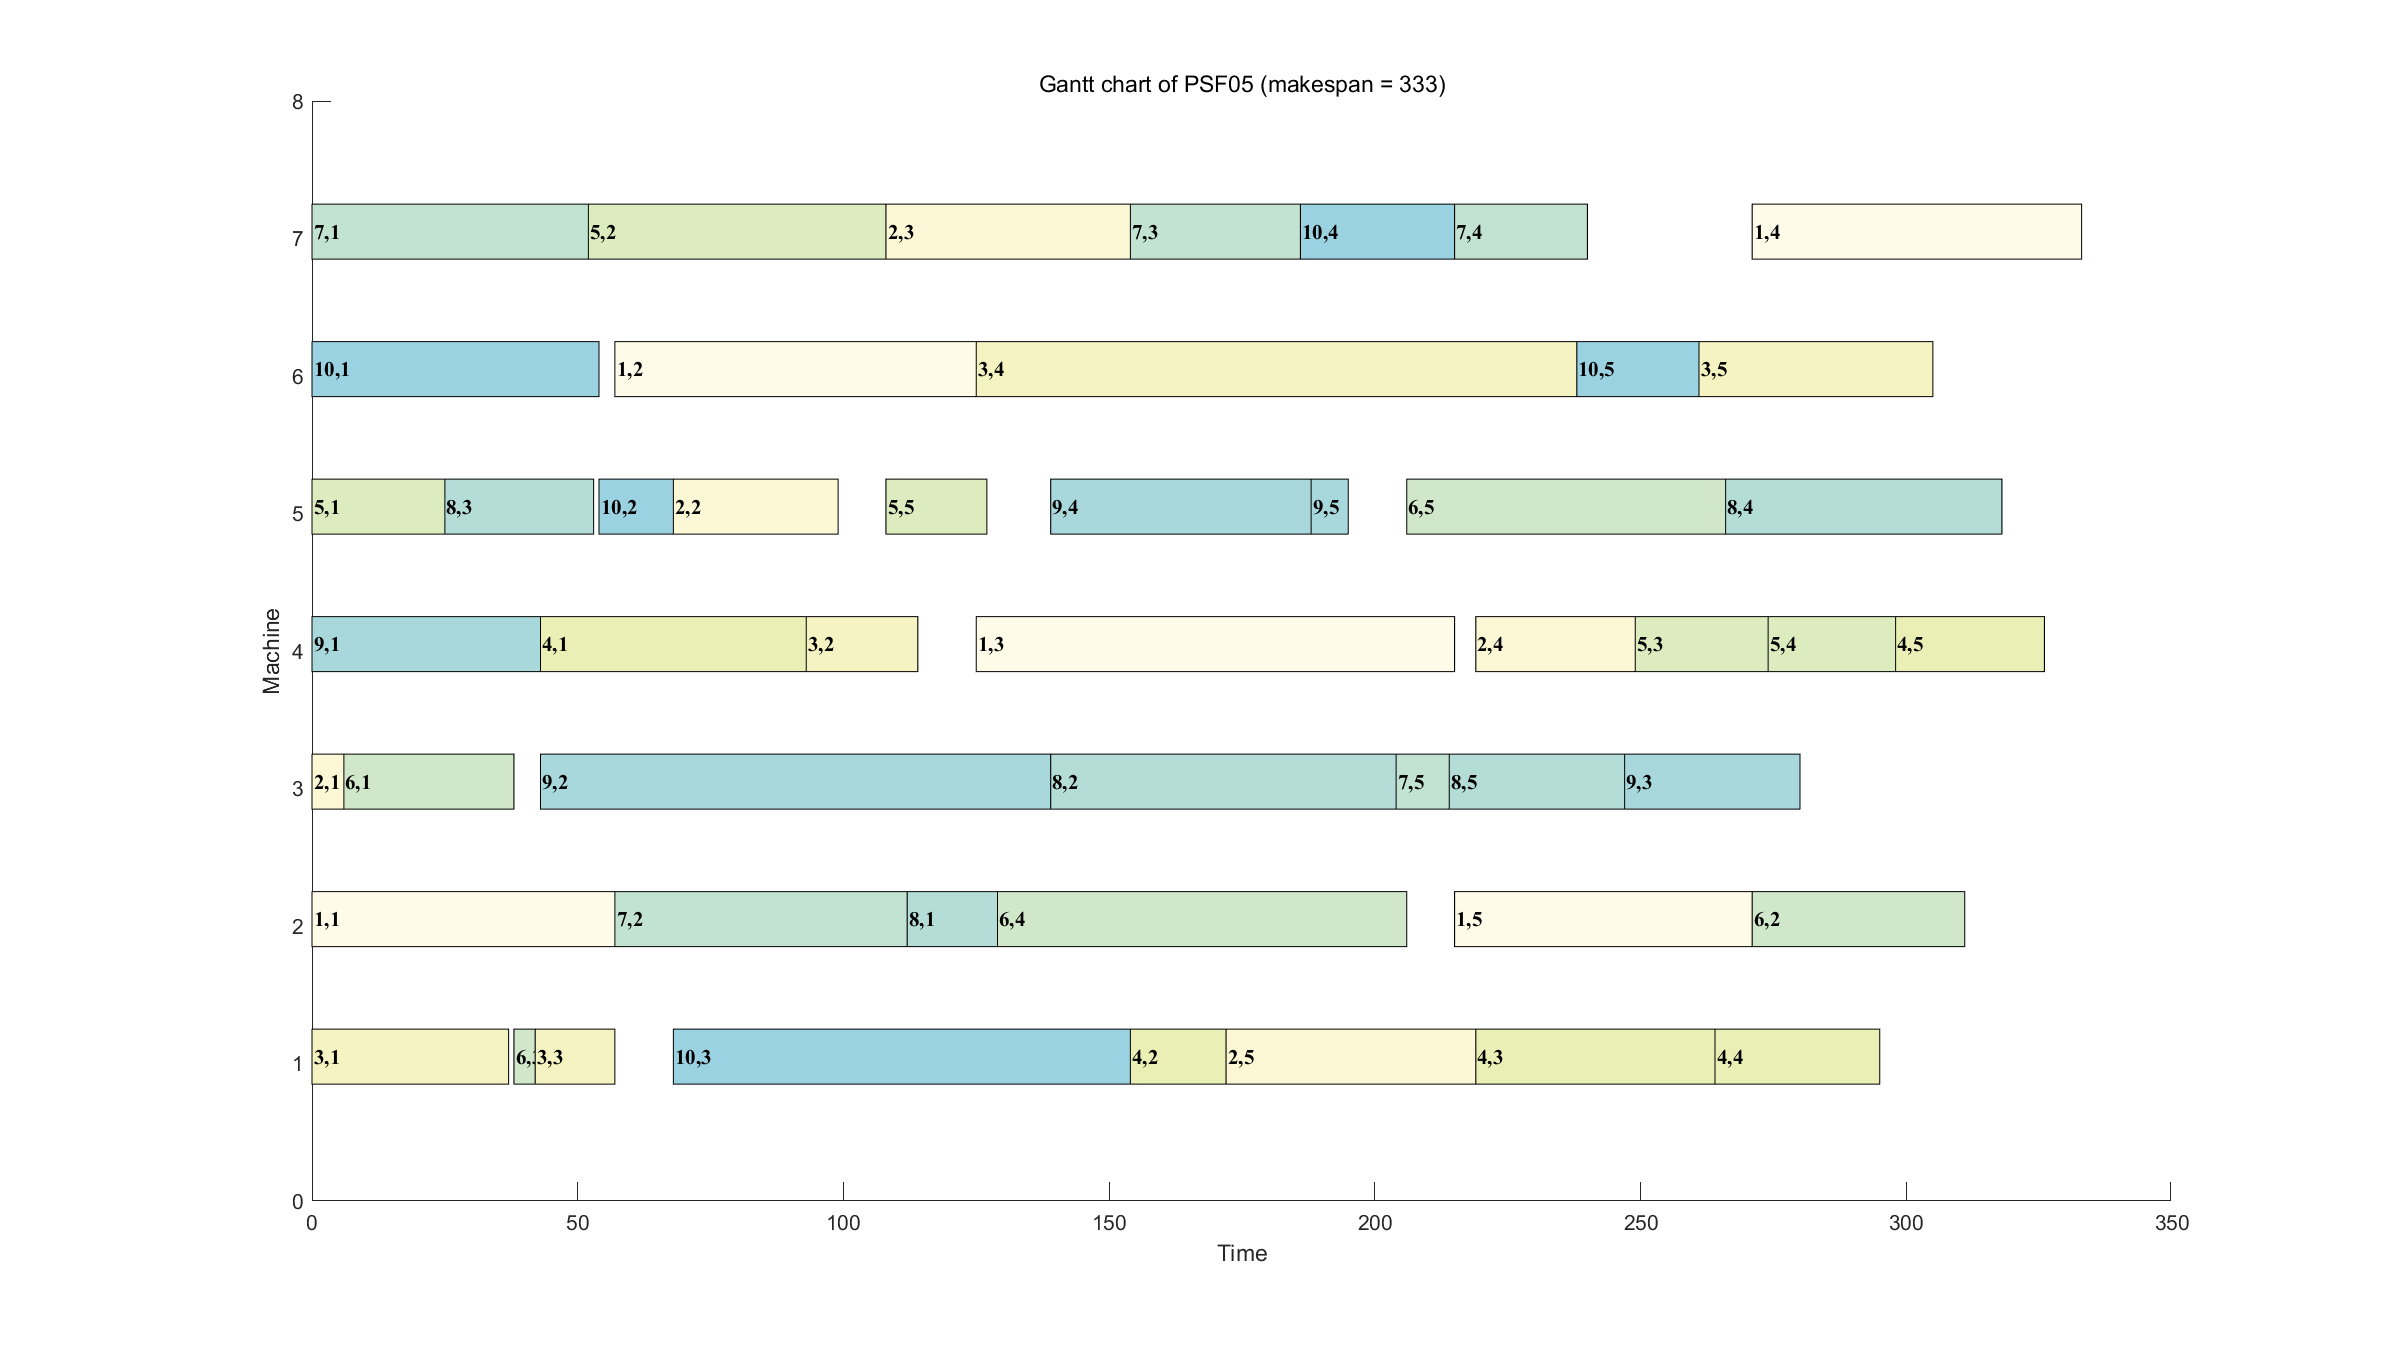 Gantt chart of PSF05 (makespan = 333)
8
7 7,1 5,2 2,3 7,3 10,4 7,4 1,4
6 10,1 1,2 3,4 10,5 3,5
5 5,1 8,3 10,2 2,2 5,5 9,4 9,5 6,5 8,4
Machine
4 9,1 4,1 3,2 1,3 2,4 5,3 5,4 4,5
3 2,1 6,1 9,2 8,2 7,5 8,5 9,3
2 1,1 7,2 8,1 6,4 1,5 6,2
1 3,1 3,3 10,3 4,2 2,5 4,3 4,4
0
0 50 100 150 200 250 300 350
Time